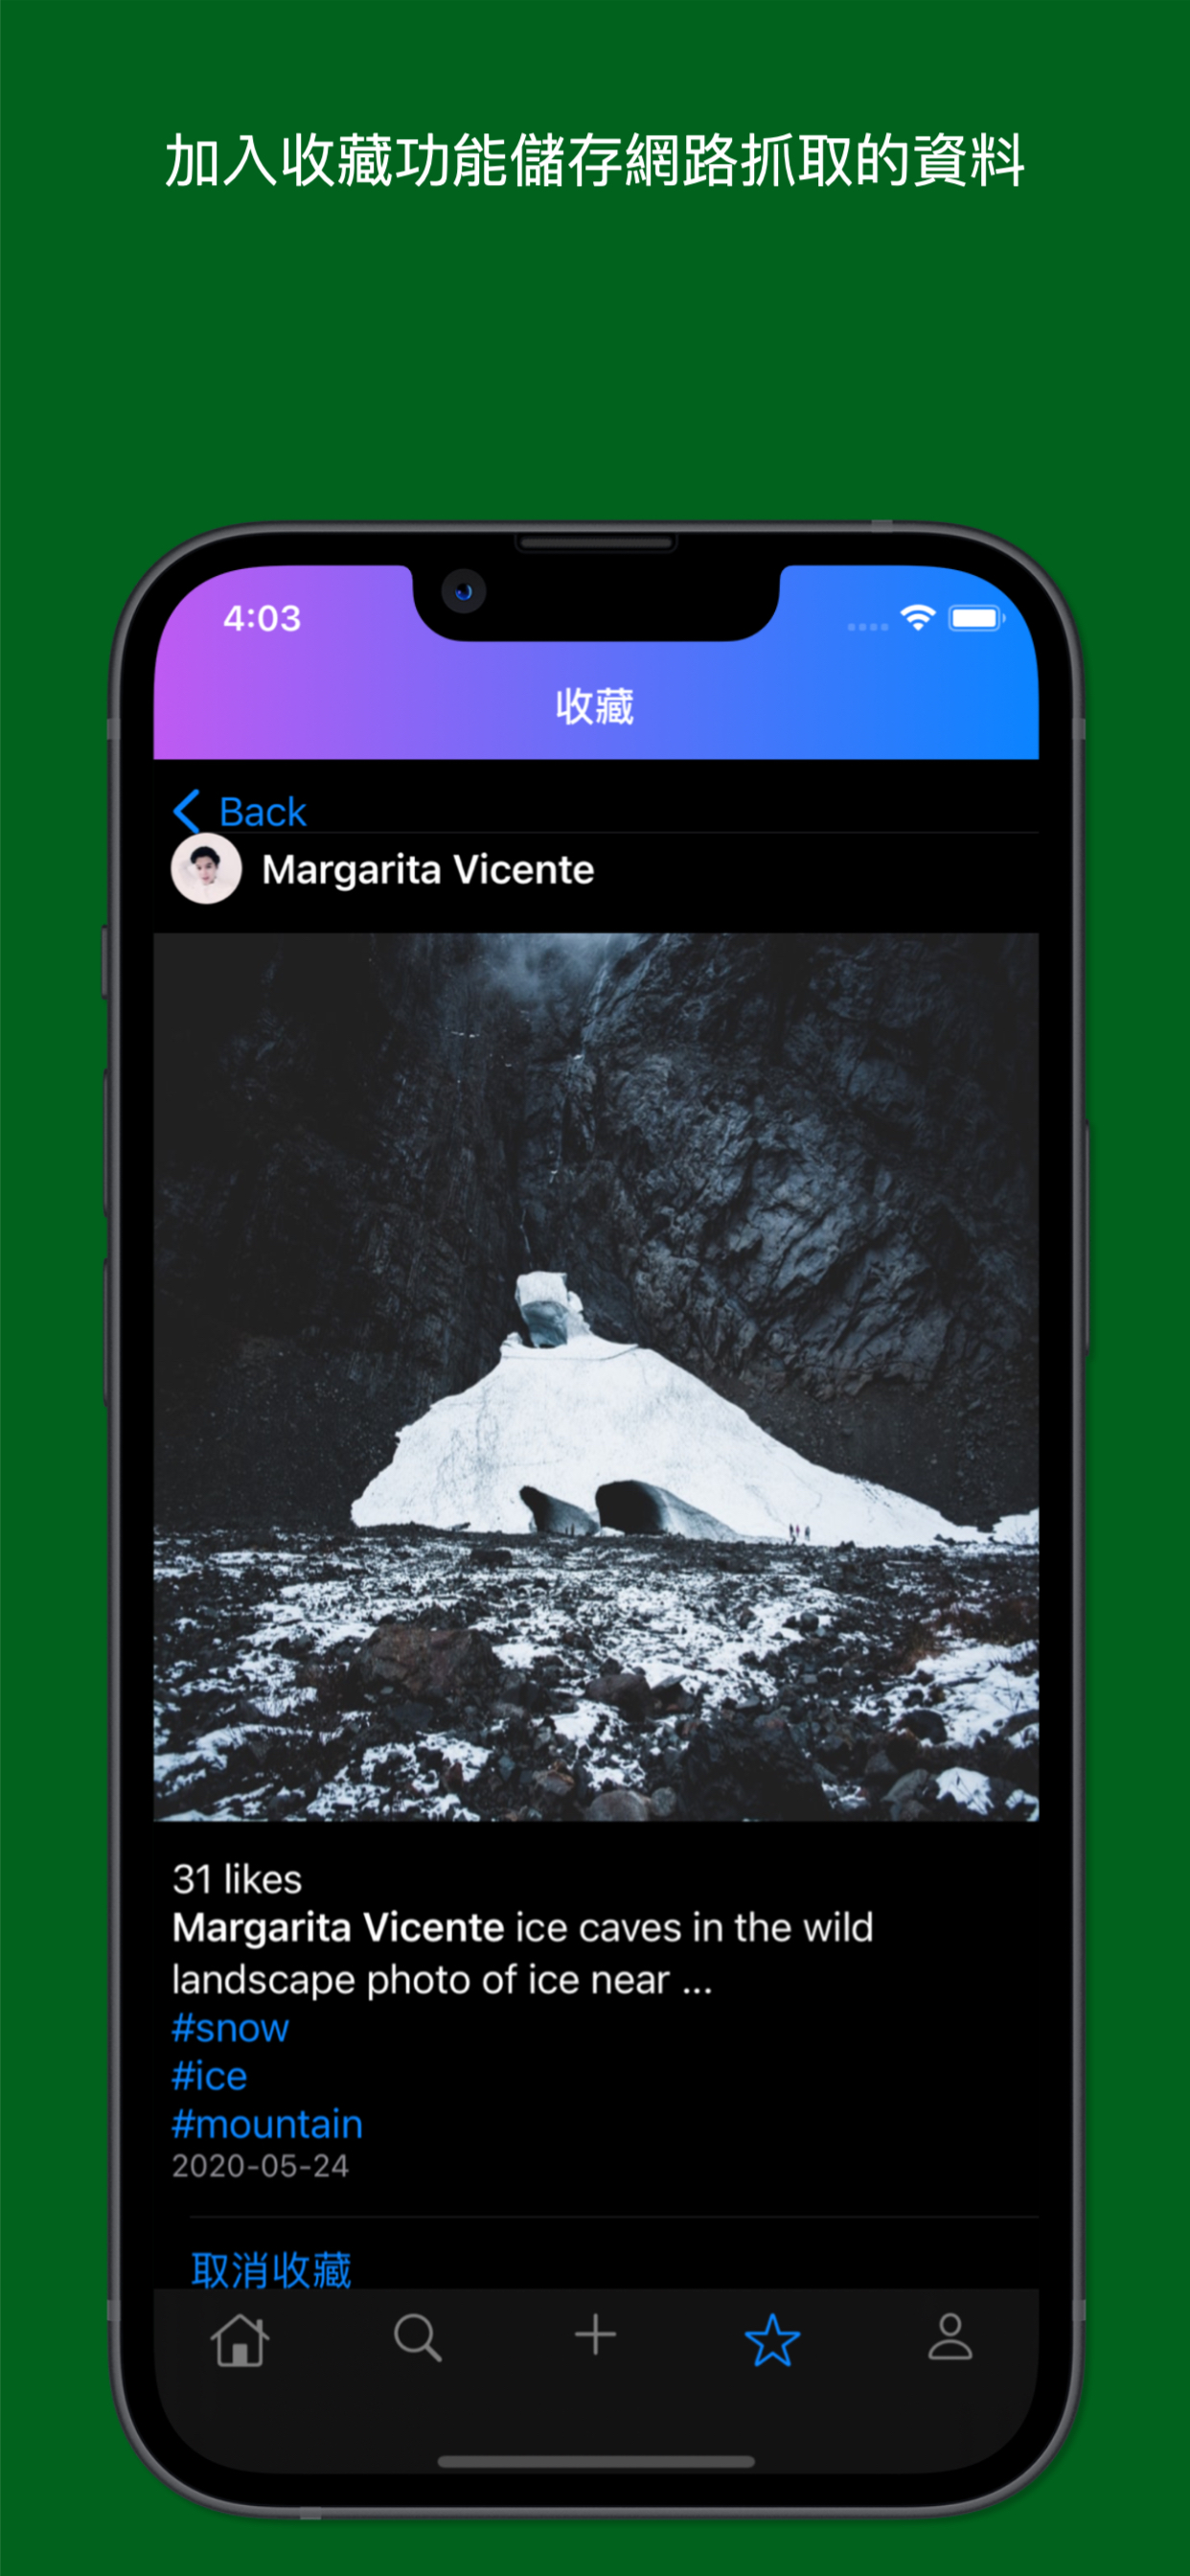 加入收藏功能儲存網路抓取的資料
4:03
收藏
Back
Margarita Vicente
31 likes
Margarita Vicente ice caves in the wild
landscape photo of ice near ...
#snow
#ice
#mountain
2020-05-24
取消收藏